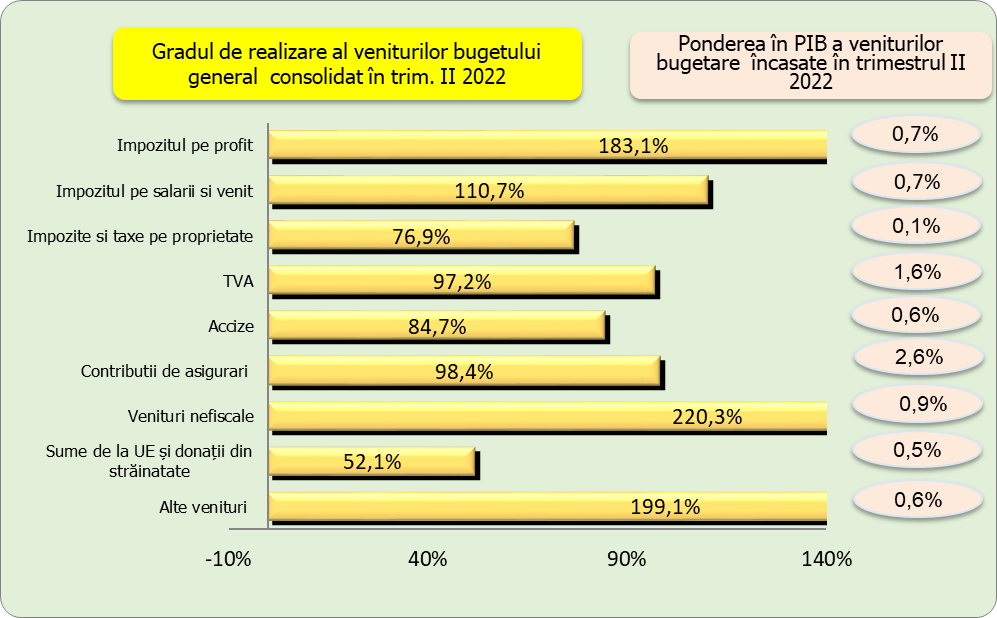 Gradul de realizare al veniturilor bugetului
general consolidat în trim. II 2022
Ponderea în PIB a veniturilor
bugetare încasate în trimestrul II
2022
Impozitul pe profit
183,1%
0,7%
Impozitul pe salarii si venit
110,7%
0,7%
Impozite si taxe pe proprietate
76,9%
0,1%
TVA
97,2%
1,6%
Accize
84,7%
0,6%
Contributii de asigurari
98,4%
2,6%
Venituri nefiscale
220,3%
0,9%
Sume de la UE și donații din
străinatate
52,1%
0,5%
Alte venituri
199,1%
0,6%
-10%
40%
90%
140%